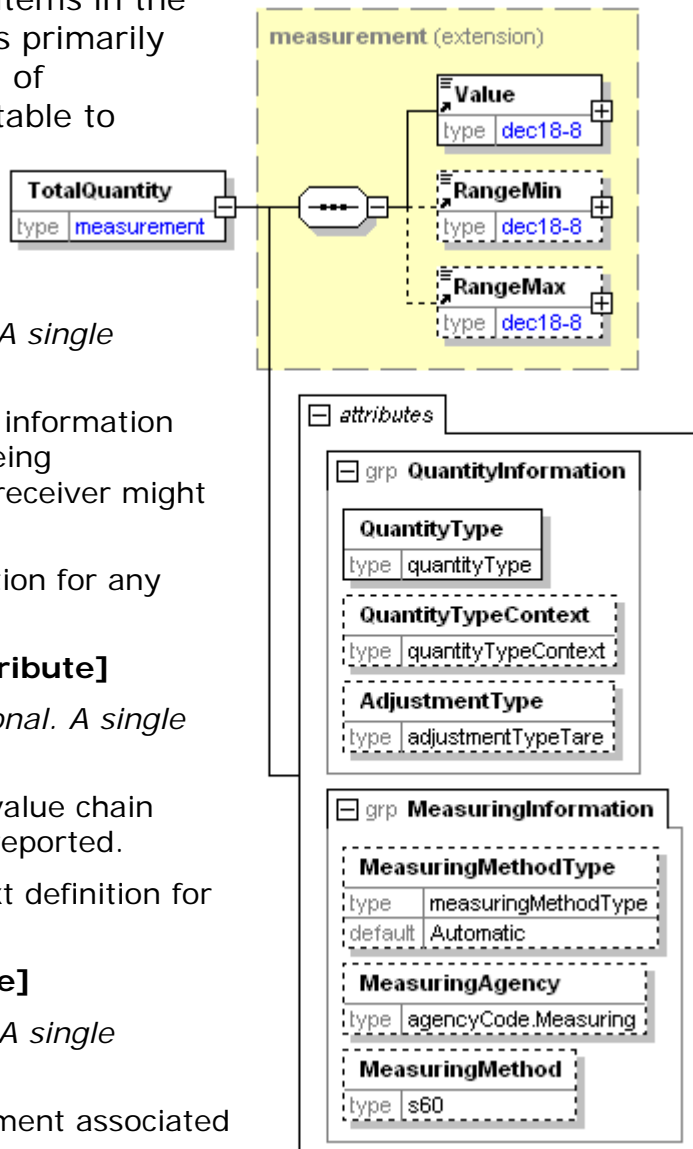 items in the
s primarily
of
table to
A single
information
eing
receiver might
tion for any
ribute]
onal. A single
value chain
reported.
xt definition for
e]
A single
ment associated
measurement (extension)
Value
type dec18-8
TotalQuantity
type measurement
RangeMin
type dec18-8
RangeMax
type dec18-8
attributes
grp QuantityInformation
QuantityType
type quantityType
QuantityTypeContext
type quantityTypeContext
AdjustmentType
type adjustmentTypeTare
grp MeasuringInformation
MeasuringMethodType
type measuringMethodType
default Automatic
MeasuringAgency
type agencyCode.Measuring
MeasuringMethod
type s60